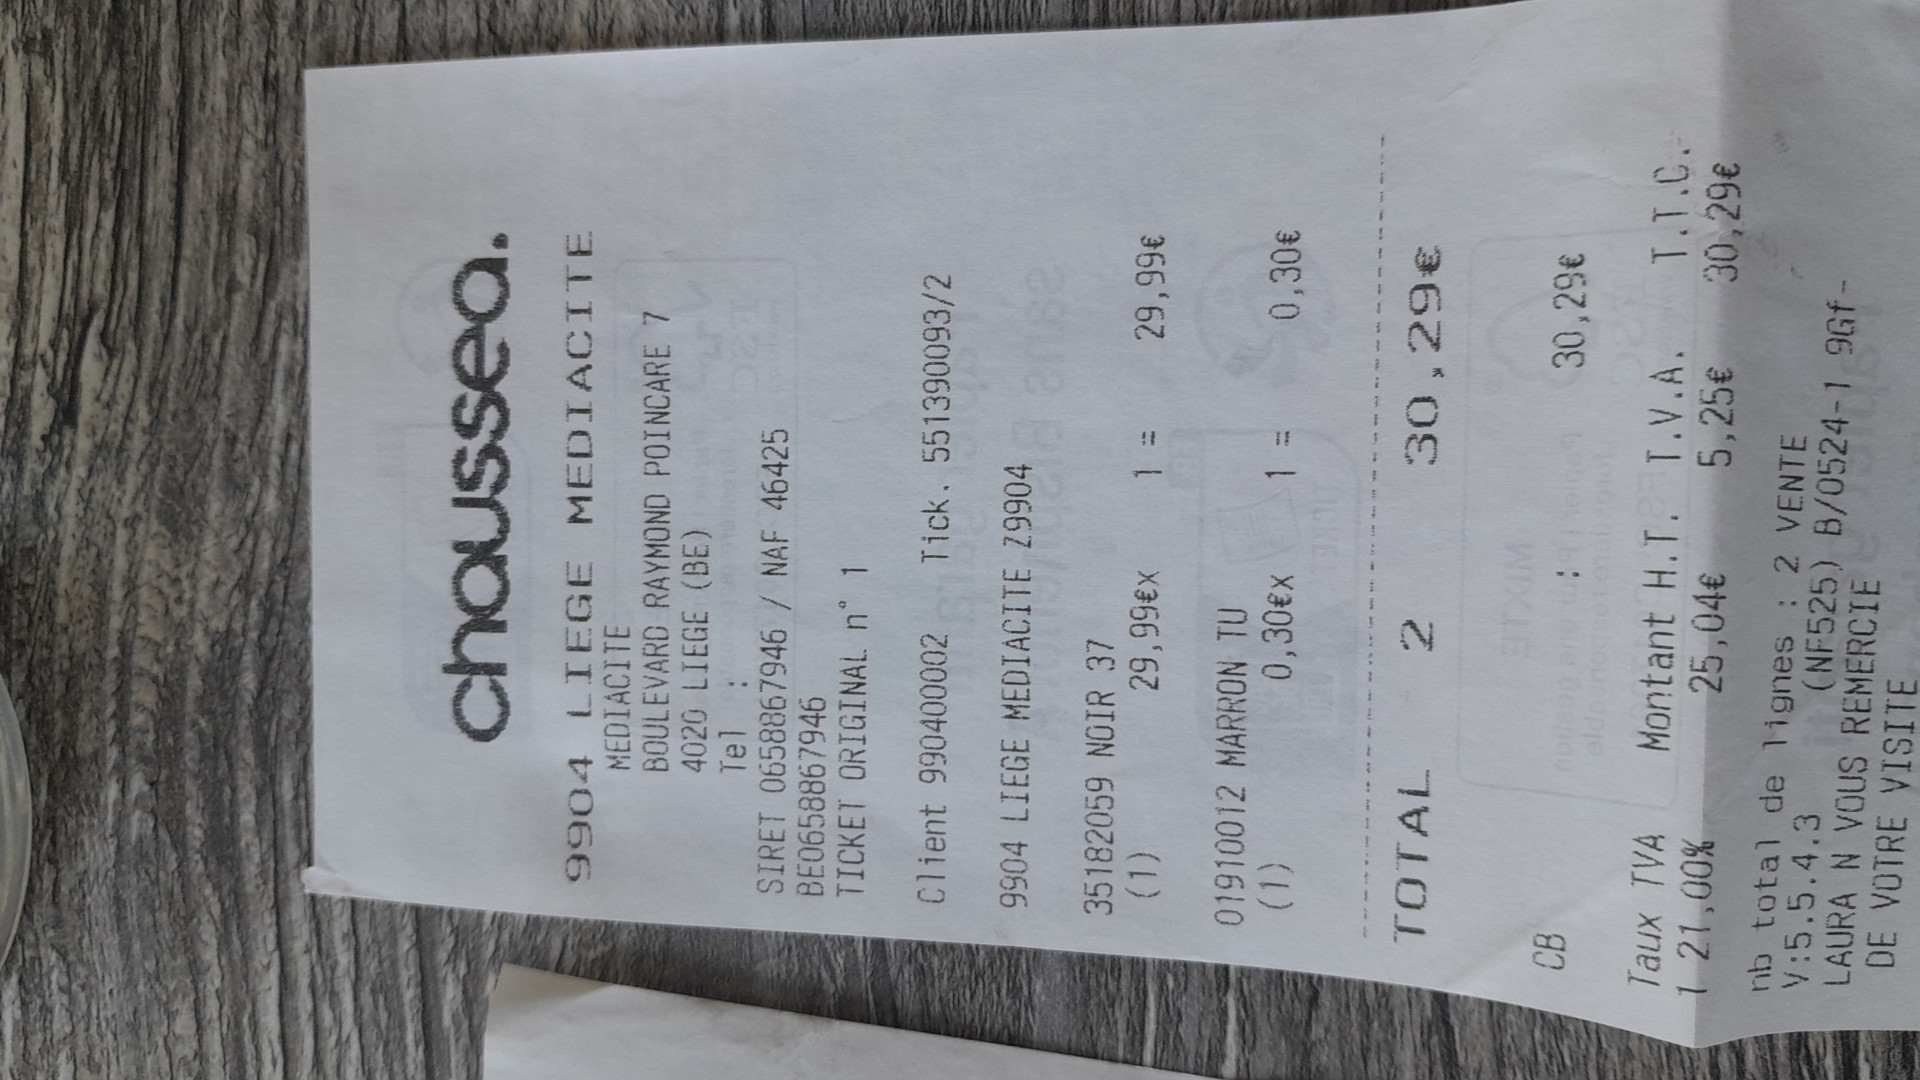 chaussea.
9904 LIEGE MEDIACITE
MEDIACITE
BOULEVARD RAYMOND POINCARE 7
4020 LIEGE (BE)
Tel :
SIRET 0658867946 / NAF 46425
BE0658867946
TICKET ORIGINAL n° 1
Client 990400002 Tick. 551390093/2
9904 LIEGE MEDIACITE Z9904
35182059 NOIR 37
(1) 29,99€x 1 = 29,99€
019100012 MARRON TU
(1) 0,30€x 1 = 0,30€
TOTAL 2 30,29€
CB : 30,29€
Taux TVA Montant H.T. T.V.A. T.T.C.
1 21,00% 25,04€ 5,25€ 30,29€
nb total de lignes : 2 VENTE
V:5.5.4.3 (NF525) B/0524-1 9Gf-
LAURA N VOUS REMERCIE
DE VOTRE VISITE